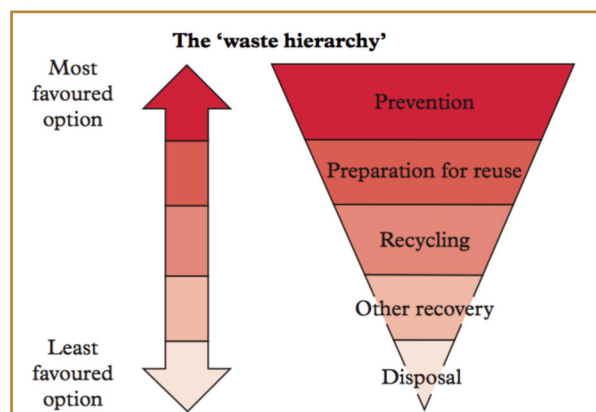 The ‘waste hierarchy’
Most
favoured
option
Prevention
Preparation for reuse
Recycling
Other recovery
Least
favoured
option
Disposal